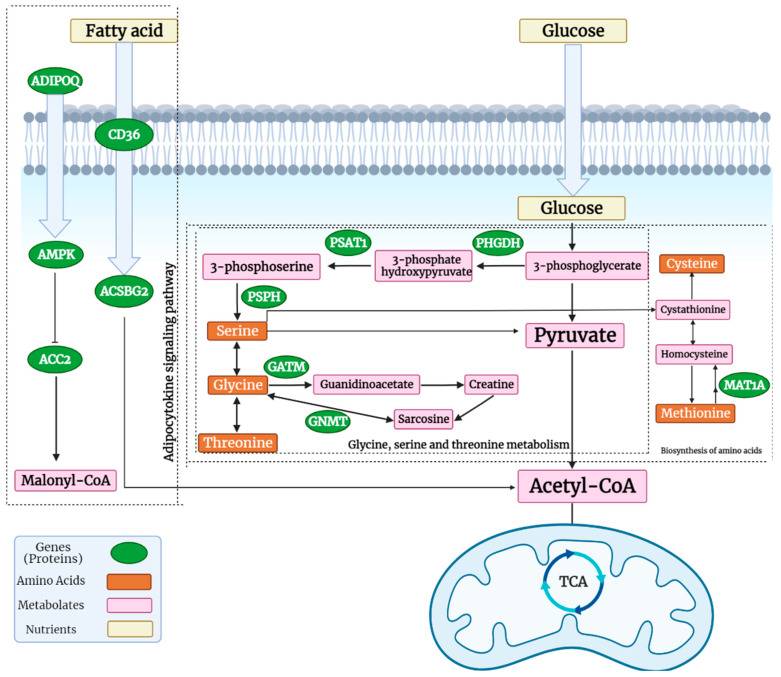 Fatty acid
Glucose
ADIPOQ
CD36
Glucose
AMPK
ACSBG2
ACC2
Malonyl-CoA
Adipocytokine signaling pathway
PSAT1
PHGDH
3-phosphoserine
3-phosphate
hydroxypyruvate
3-phosphoglycerate
Cysteine
PSPH
Serine
Pyruvate
Cystathionine
Homocysteine
GATM
Glycine
Guanidinoacetate
Creatine
MAT1A
GNMT
Sarcosine
Methionine
Threonine
Glycine, serine and threonine metabolism
Biosynthesis of amino acids
Acetyl-CoA
TCA
Genes
(Proteins)
Amino Acids
Metabolates
Nutrients